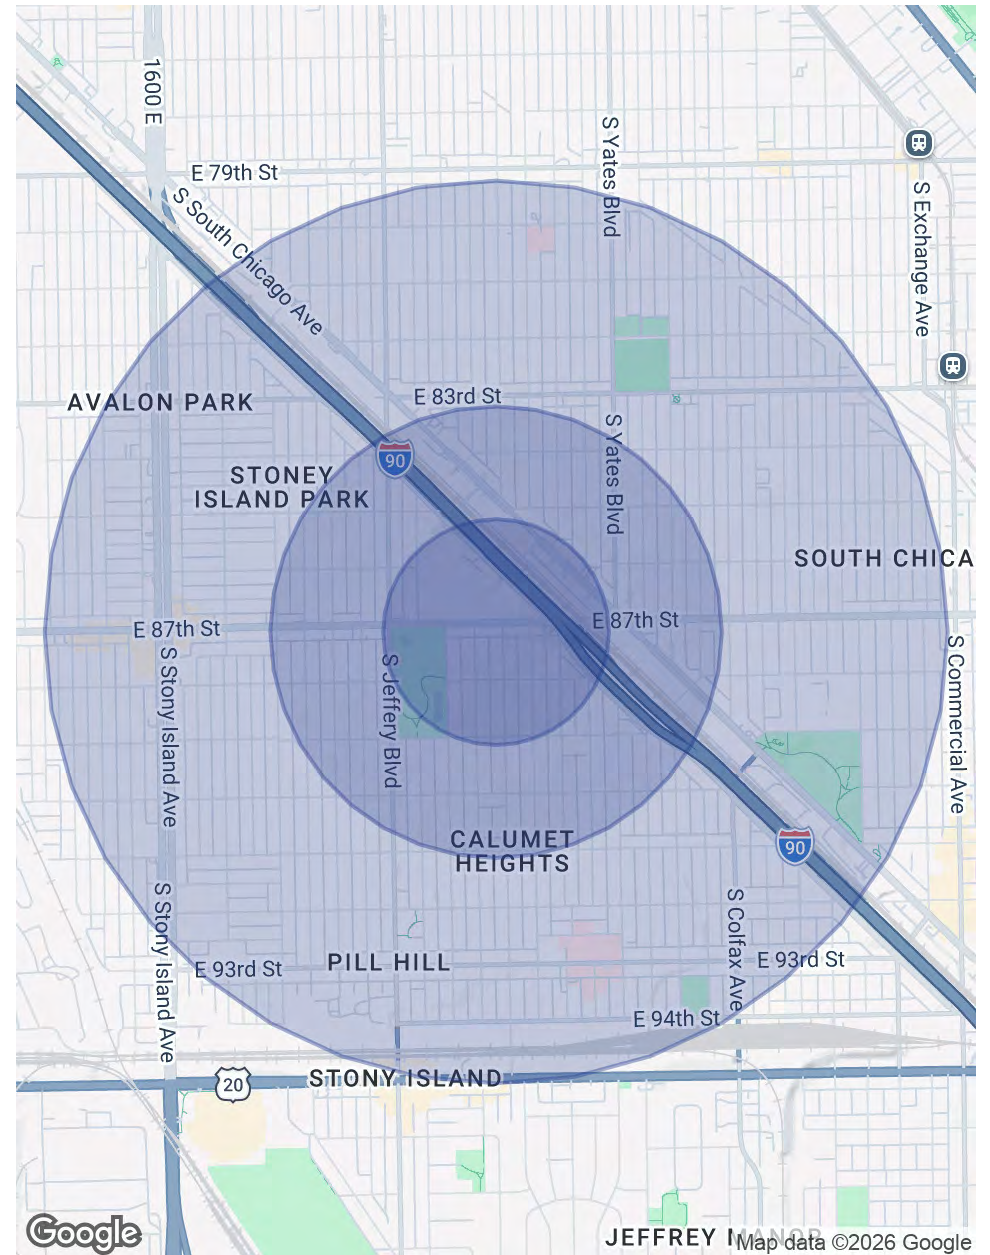 1600 E
S Yates Blvd
E 79th St
S South Chicago Ave
S Exchange Ave
AVALON PARK
E 83rd St
90
STONEY
ISLAND PARK
S Yates Blvd
SOUTH CHICA
E 87th St
E 87th St
S Stony Island Ave
S Jeffery Blvd
S Commercial Ave
CALUMET
HEIGHTS
90
S Stony Island Ave
S Colfax Ave
E 93rd St
PILL HILL
E 93rd St
E 94th St
20
STONY ISLAND
JEFFREY MANOR
Google
Map data ©2026 Google